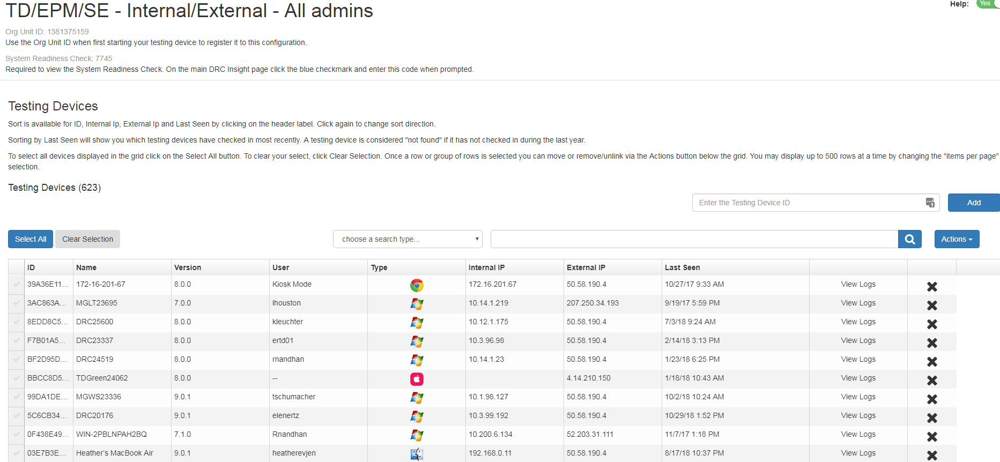 TD/EPM/SE - Internal/External - All admins
Help: Yes
Org Unit ID: 1381375159
Use the Org Unit ID when first starting your testing device to register it to this configuration.
System Readiness Check: 7745
Required to view the System Readiness Check. On the main DRC Insight page click the blue checkmark and enter this code when prompted.
Testing Devices
Sort is available for ID, Internal Ip, External Ip and Last Seen by clicking on the header label. Click again to change sort direction.
Sorting by Last Seen will show you which testing devices have checked in most recently. A testing device is considered "not found" if it has not checked in during the last year.
To select all devices displayed in the grid click on the Select All button. To clear your select, click Clear Selection. Once a row or group of rows is selected you can move or remove/unlink via the Actions button below the grid. You may display up to 500 rows at a time by changing the "items per page"
selection.
Testing Devices (623)
Enter the Testing Device ID Add
Select All Clear Selection choose a search type... Actions
ID Name Version User Type Internal IP External IP Last Seen
39A36E11... 172-16-201-67 8.0.0 Kiosk Mode 172.16.201.67 50.58.190.4 10/27/17 9:33 AM View Logs
3AC863A... MGLT23695 7.0.0 lhouston 10.14.1.219 207.250.34.193 9/19/17 5:59 PM View Logs
8EDD8C5... DRC25600 8.0.0 kleuchter 10.12.1.175 50.58.190.4 7/3/18 9:24 AM View Logs
F7B01A5... DRC23337 8.0.0 ertd01 10.3.96.98 50.58.190.4 2/14/18 3:13 PM View Logs
BF2D95D... DRC24519 8.0.0 rnandhan 10.14.1.23 50.58.190.4 1/23/18 6:25 PM View Logs
BBCC8D5... TDGreen24062 8.0.0 -- 4.14.210.150 1/18/18 10:43 AM View Logs
99DA1DE... MGWS23336 9.0.1 tschumacher 10.1.98.127 50.58.190.4 10/2/18 10:24 AM View Logs
5C6CB34... DRC20176 9.0.1 elenertz 10.3.99.192 50.58.190.4 10/29/18 1:52 PM View Logs
0F438E49... WIN-2PBLNPAH2BQ 7.1.0 Rnandhan 10.200.6.134 52.203.31.111 11/7/17 1:18 PM View Logs
03E7B3E... Heather's MacBook Air 9.0.1 heatherevjen 192.168.0.11 50.58.190.4 8/17/18 10:37 PM View Logs